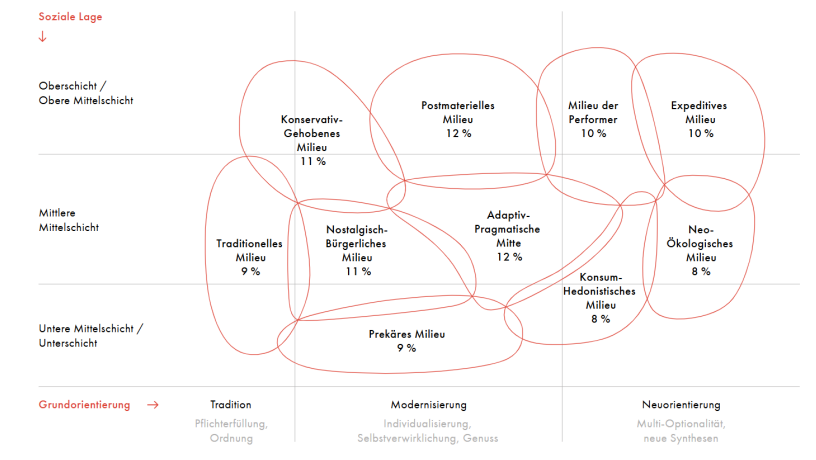 Soziale Lage
↓
Oberschicht /
Obere Mittelschicht
Konservativ-
Gehobenes
Milieu
11 %
Postmaterielles
Milieu
12 %
Milieu der
Performer
10 %
Expeditives
Milieu
10 %
Mittlere
Mittelschicht
Traditionelles
Milieu
9 %
Nostalgisch-
Bürgerliches
Milieu
11 %
Adaptiv-
Pragmatische
Mitte
12 %
Konsum-
Hedonistisches
Milieu
8 %
Neo-
Ökologisches
Milieu
8 %
Untere Mittelschicht /
Unterschicht
Prekäres Milieu
9 %
Grundorientierung →
Tradition
Pflichterfüllung,
Ordnung
Modernisierung
Individualisierung,
Selbstverwirklichung, Genuss
Neuorientierung
Multi-Optionalität,
neue Synthesen